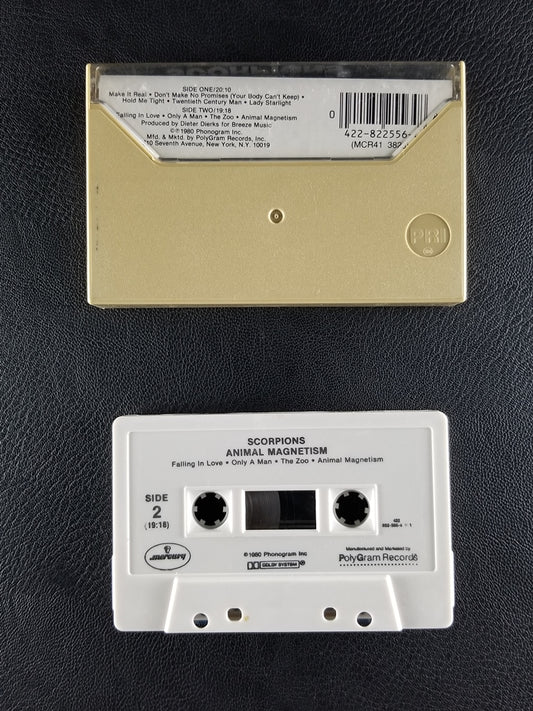 SIDE ONE/20:10
Make It Real • Don't Make No Promises (Your Body Can't Keep) •
Hold Me Tight • Twentieth Century Man • Lady Starlight
SIDE TWO/19:18
Falling In Love • Only A Man • The Zoo • Animal Magnetism
Produced by Dieter Dierks for Breeze Music
℗©1980 Phonogram Inc.
Mfd. & Mktd. by PolyGram Records, Inc.
810 Seventh Avenue, New York, N.Y. 10019
0
422-822556-
(MCR41
PRI
SCORPIONS
ANIMAL MAGNETISM
Falling In Love • Only A Man • The Zoo • Animal Magnetism
SIDE
2
(19:18)
mercury
℗1980 Phonogram Inc
DOLBY SYSTEM®
422
Manufactured and Marketed by
PolyGram Records